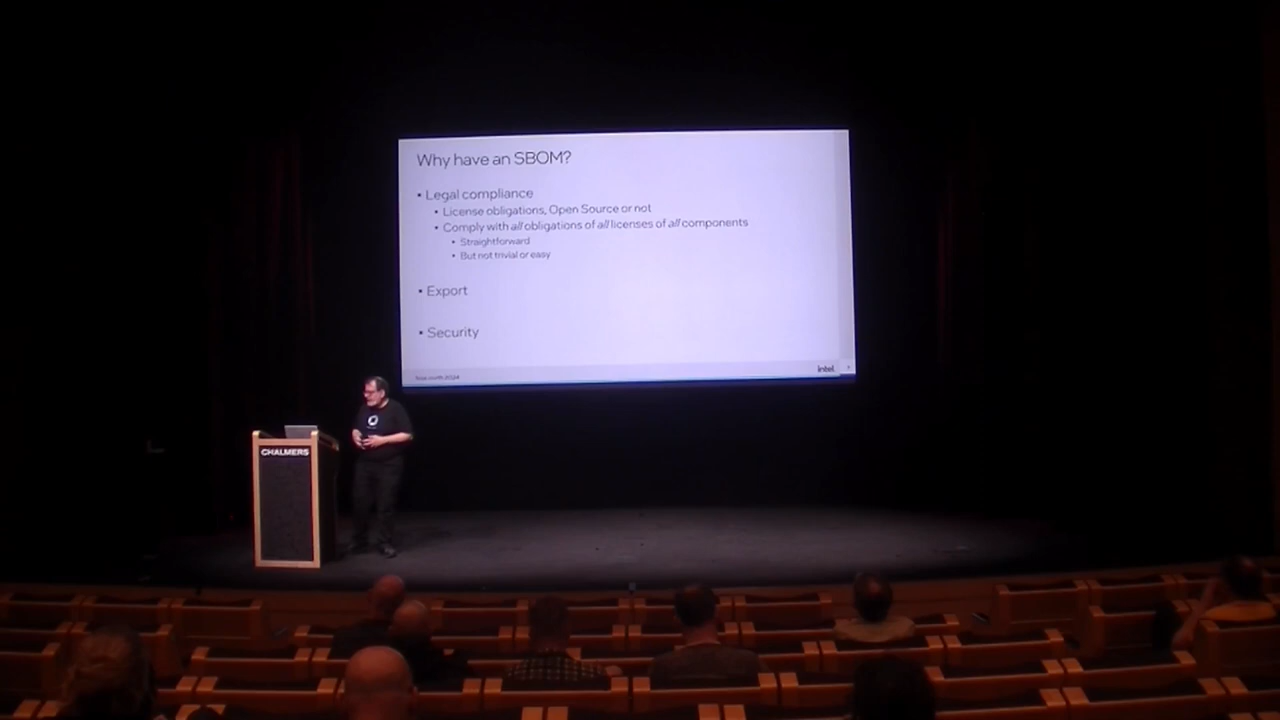 Why have an SBOM?
• Legal compliance
• License obligations, Open Source or not
• Comply with all obligations of all licenses of all components
• Straightforward
• But not trivial or easy
• Export
• Security
intel.
CHALMERS